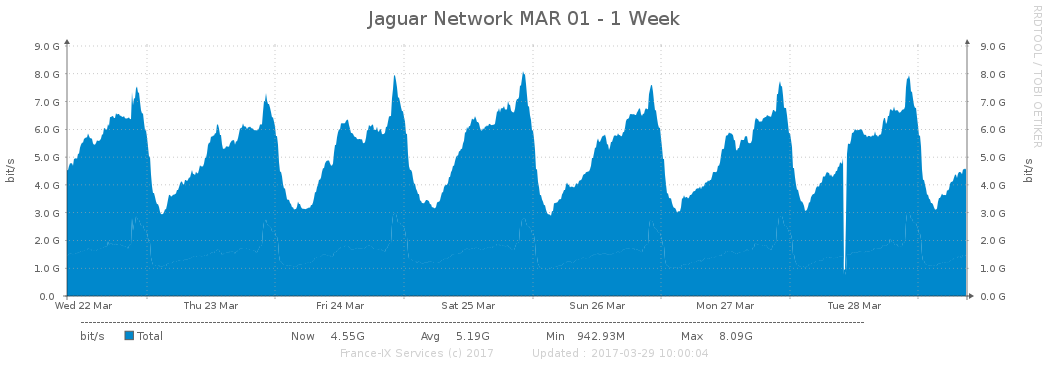 Jaguar Network MAR 01 - 1 Week
RRDTOOL / TOBI OETIKER
9.0 G 9.0 G
8.0 G 8.0 G
7.0 G 7.0 G
6.0 G 6.0 G
5.0 G 5.0 G
bit/s bit/s
4.0 G 4.0 G
3.0 G 3.0 G
2.0 G 2.0 G
1.0 G 1.0 G
0.0 0.0 G
Wed 22 Mar Thu 23 Mar Fri 24 Mar Sat 25 Mar Sun 26 Mar Mon 27 Mar Tue 28 Mar
bit/s Total Now 4.55G Avg 5.19G Min 942.93M Max 8.09G
France-IX Services (c) 2017 Updated : 2017-03-29 10:00:04